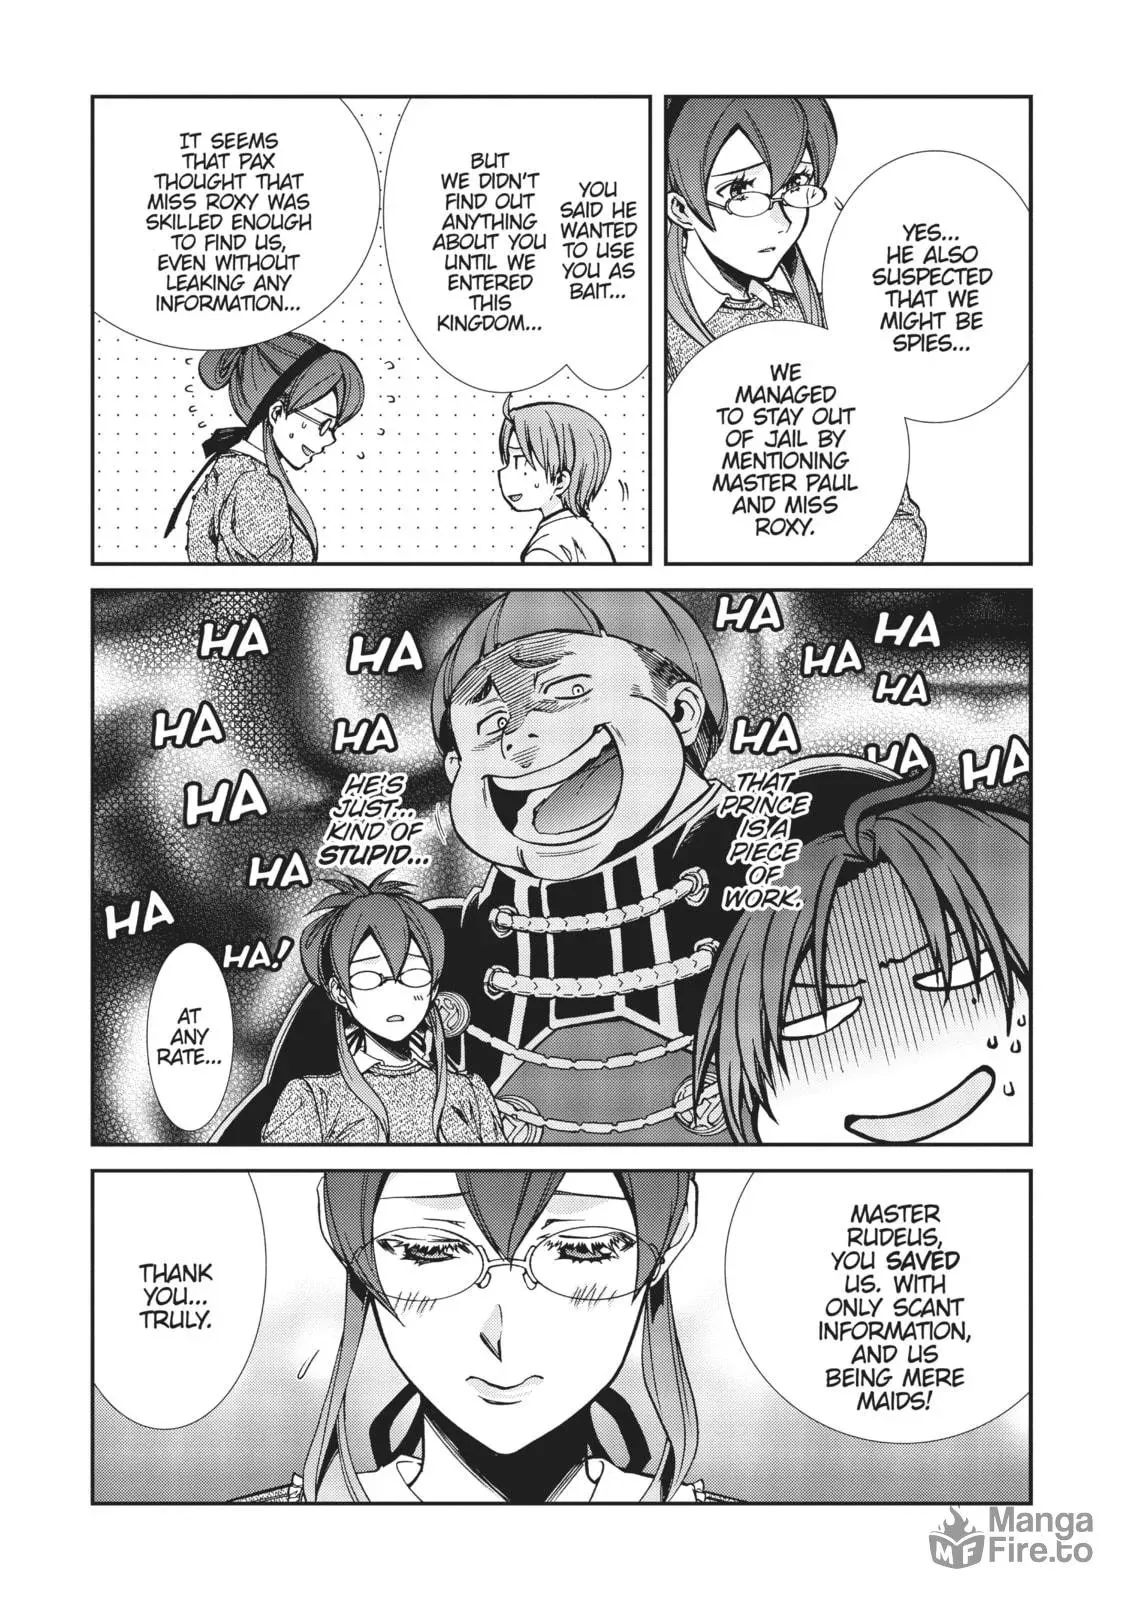 YES...
HE ALSO
SUSPECTED
THAT WE
MIGHT BE
SPIES...
WE
MANAGED
TO STAY OUT
OF JAIL BY
MENTIONING
MASTER PAUL
AND MISS
ROXY.
YOU
SAID HE
WANTED
TO USE
YOU AS
BAIT...
BUT
WE DIDN'T
FIND OUT
ANYTHING
ABOUT YOU
UNTIL WE
ENTERED
THIS
KINGDOM...
IT SEEMS
THAT PAX
THOUGHT THAT
MISS ROXY WAS
SKILLED ENOUGH
TO FIND US,
EVEN WITHOUT
LEAKING ANY
INFORMATION...
HA
HA
HA
HA
HA
HA
HA
HA
HA
HA
HA
HA
HA
HA
HA!
THAT
PRINCE
IS A
PIECE
OF
WORK.
HE'S
JUST...
KIND OF
STUPID...
AT
ANY
RATE...
MASTER
RUDEUS,
YOU SAVED
US. WITH
ONLY SCANT
INFORMATION,
AND US
BEING MERE
MAIDS!
THANK
YOU...
TRULY.
MF
Manga
Fire.to